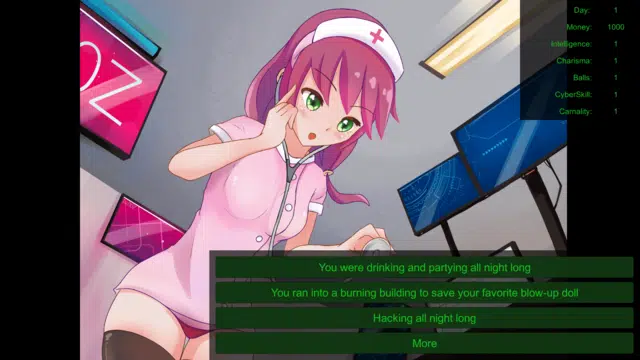 OZ
Day: 1
Money: 1000
Intelligence: 1
Charisma: 1
Balls: 1
CyberSkill: 1
Carnality: 1
You were drinking and partying all night long
You ran into a burning building to save your favorite blow-up doll
Hacking all night long
More